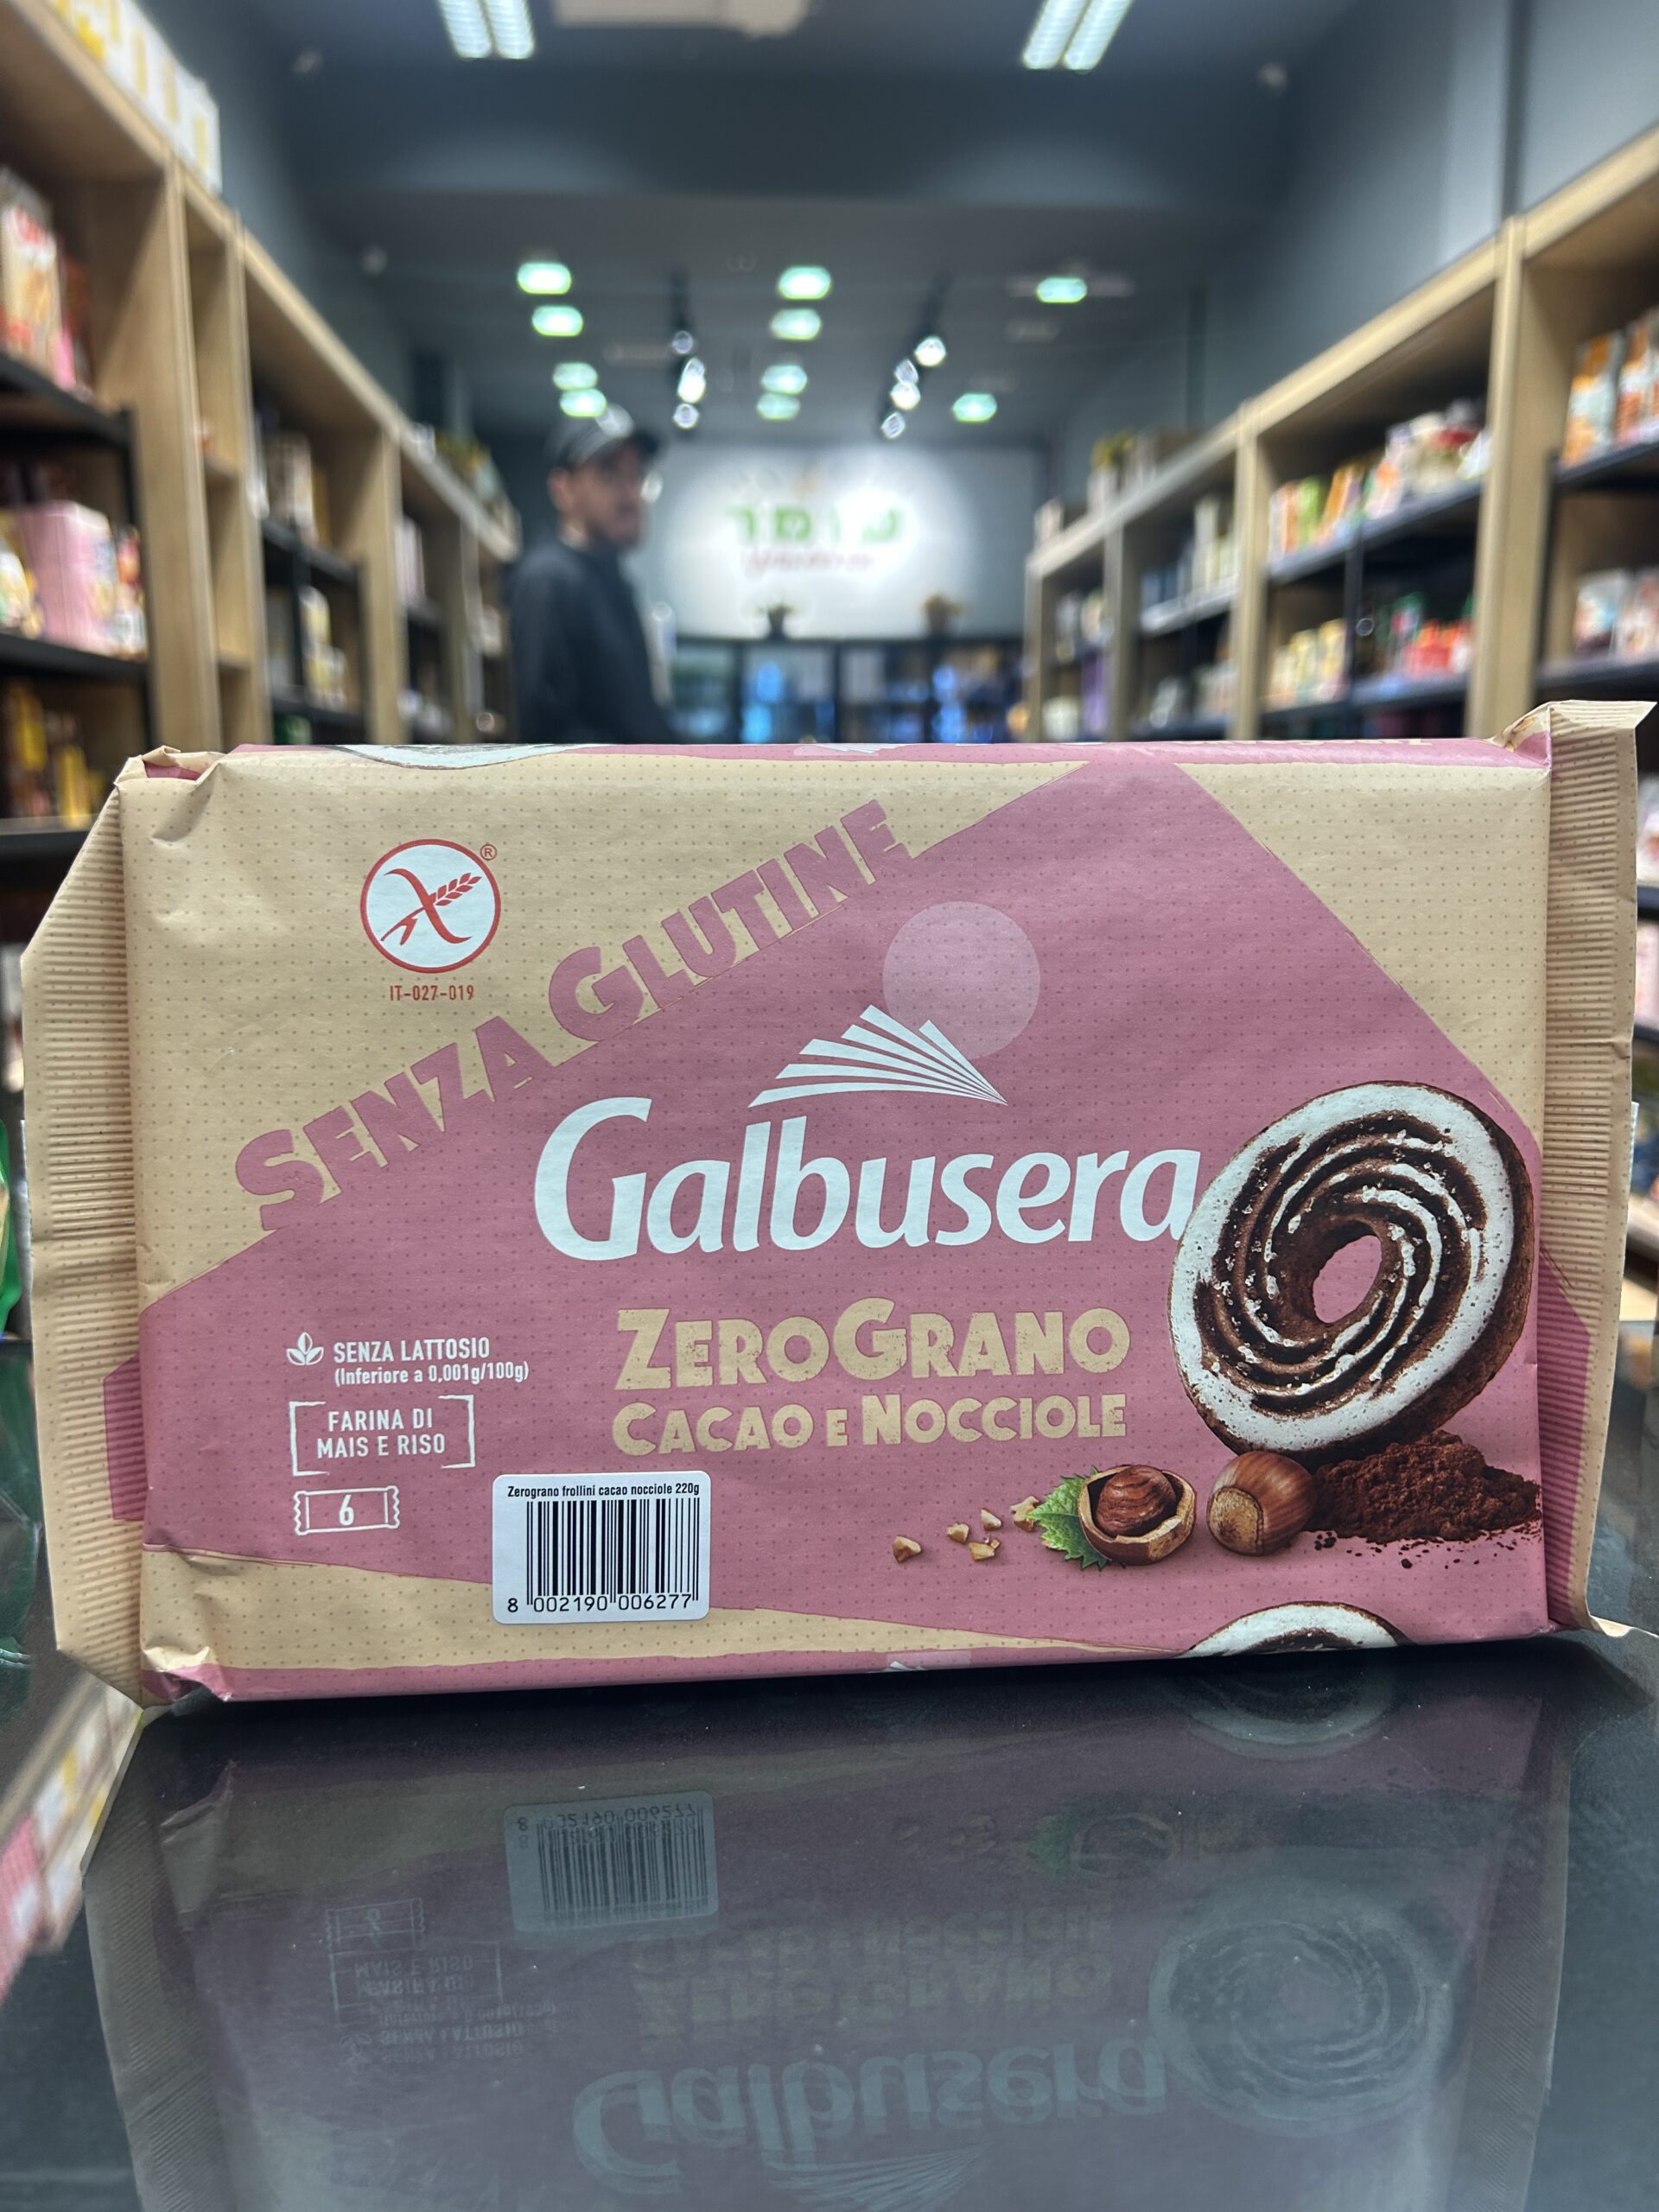 טומר
SENZA GLUTINE
®
IT-027-019
Galbusera
ZEROGRANO
CACAO E NOCCIOLE
SENZA LATTOSIO
(Inferiore a 0,001g/100g)
FARINA DI
MAIS E RISO
6
Zerograno frollini cacao nocciole 220g
8 002190 006277